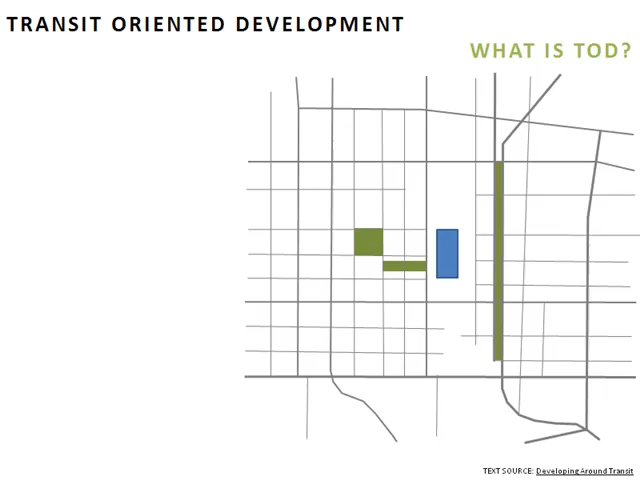 TRANSIT ORIENTED DEVELOPMENT
WHAT IS TOD?
TEXT SOURCE: Developing Around Transit